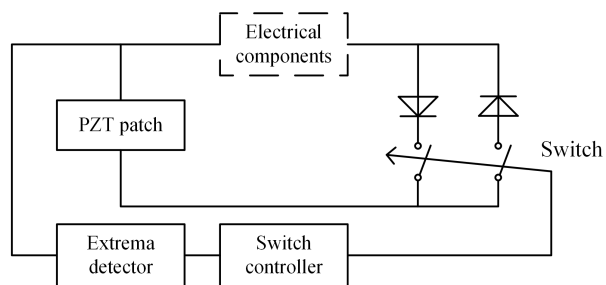 Electrical
components
PZT patch
Switch
Extrema
detector
Switch
controller